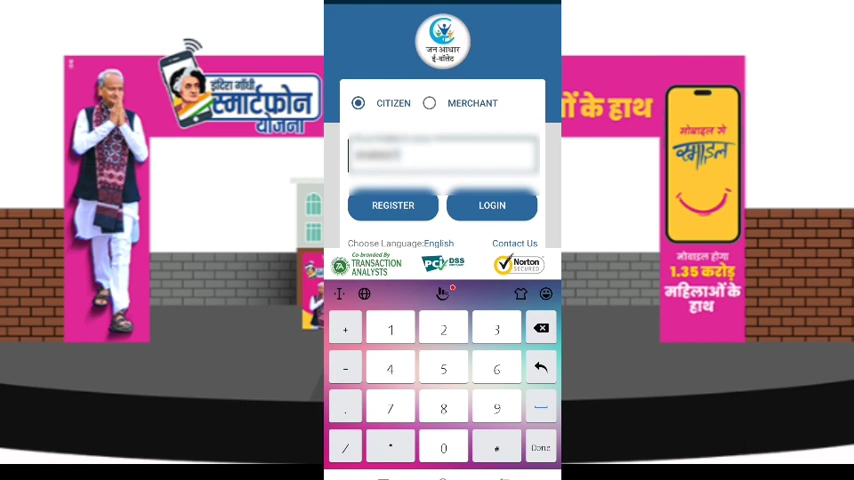 इंदिरा गाँधी
स्मार्टफोन
योजना
जन आधार
ई-वॉलेट
CITIZEN
MERCHANT
REGISTER
LOGIN
Choose Language:English
Contact Us
Co-branded By
TRANSACTION
ANALYSTS
PCI DSS
Norton
SECURED
ओं के हाथ
मोबाइल से
स्माइल
मोबाइल होगा
1.35 करोड़
महिलाओं के
हाथ
+ 1 2 3
- 4 5 6
. 7 8 9
/ * 0 # Done